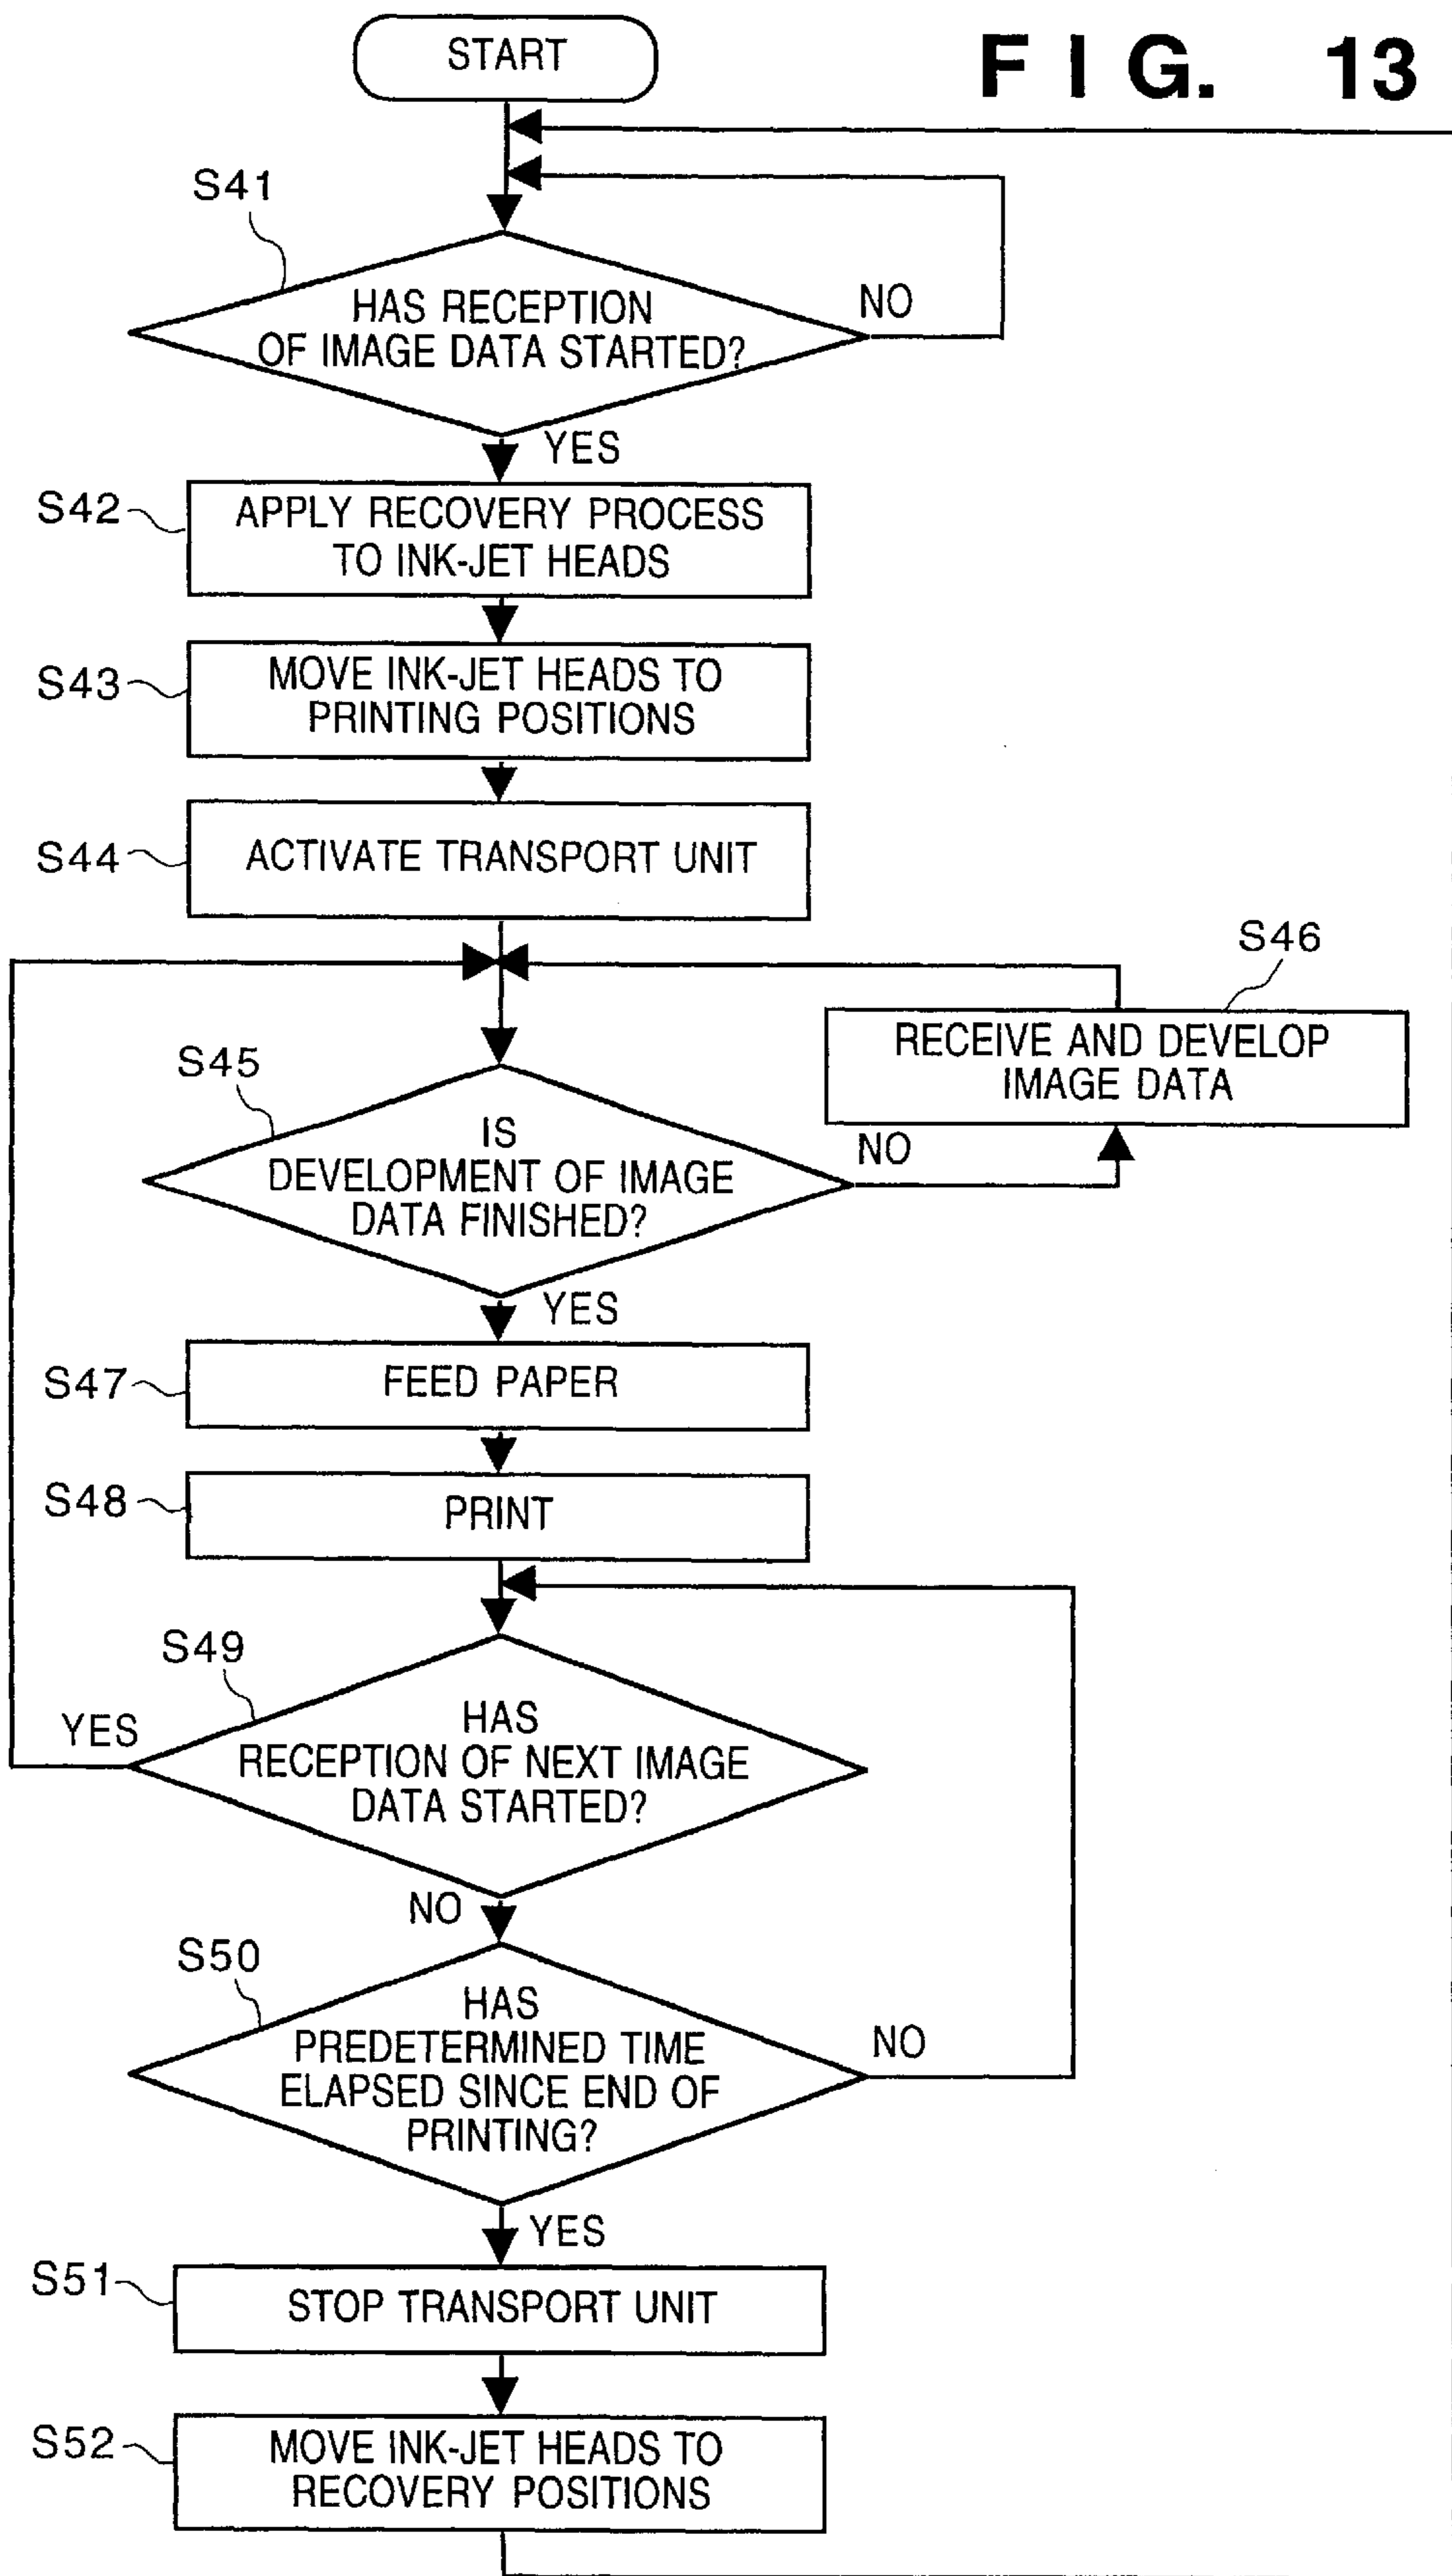 START
F I G. 13
S41
HAS RECEPTION
OF IMAGE DATA STARTED?
NO
YES
S42
APPLY RECOVERY PROCESS
TO INK-JET HEADS
S43
MOVE INK-JET HEADS TO
PRINTING POSITIONS
S44
ACTIVATE TRANSPORT UNIT
S46
RECEIVE AND DEVELOP
IMAGE DATA
S45
IS
DEVELOPMENT OF IMAGE
DATA FINISHED?
NO
YES
S47
FEED PAPER
S48
PRINT
S49
YES
HAS
RECEPTION OF NEXT IMAGE
DATA STARTED?
NO
S50
HAS
PREDETERMINED TIME
ELAPSED SINCE END OF
PRINTING?
NO
YES
S51
STOP TRANSPORT UNIT
S52
MOVE INK-JET HEADS TO
RECOVERY POSITIONS